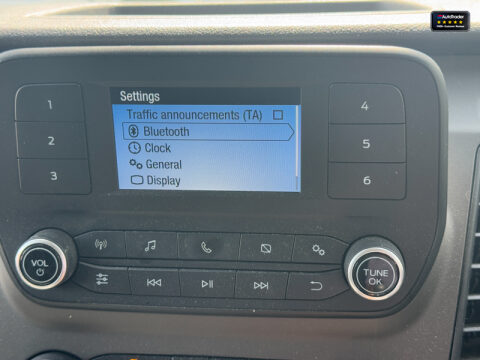 AutoTrader
Settings
Traffic announcements (TA)
Bluetooth
Clock
General
Display
1
2
3
4
5
6
VOL
TUNE
OK